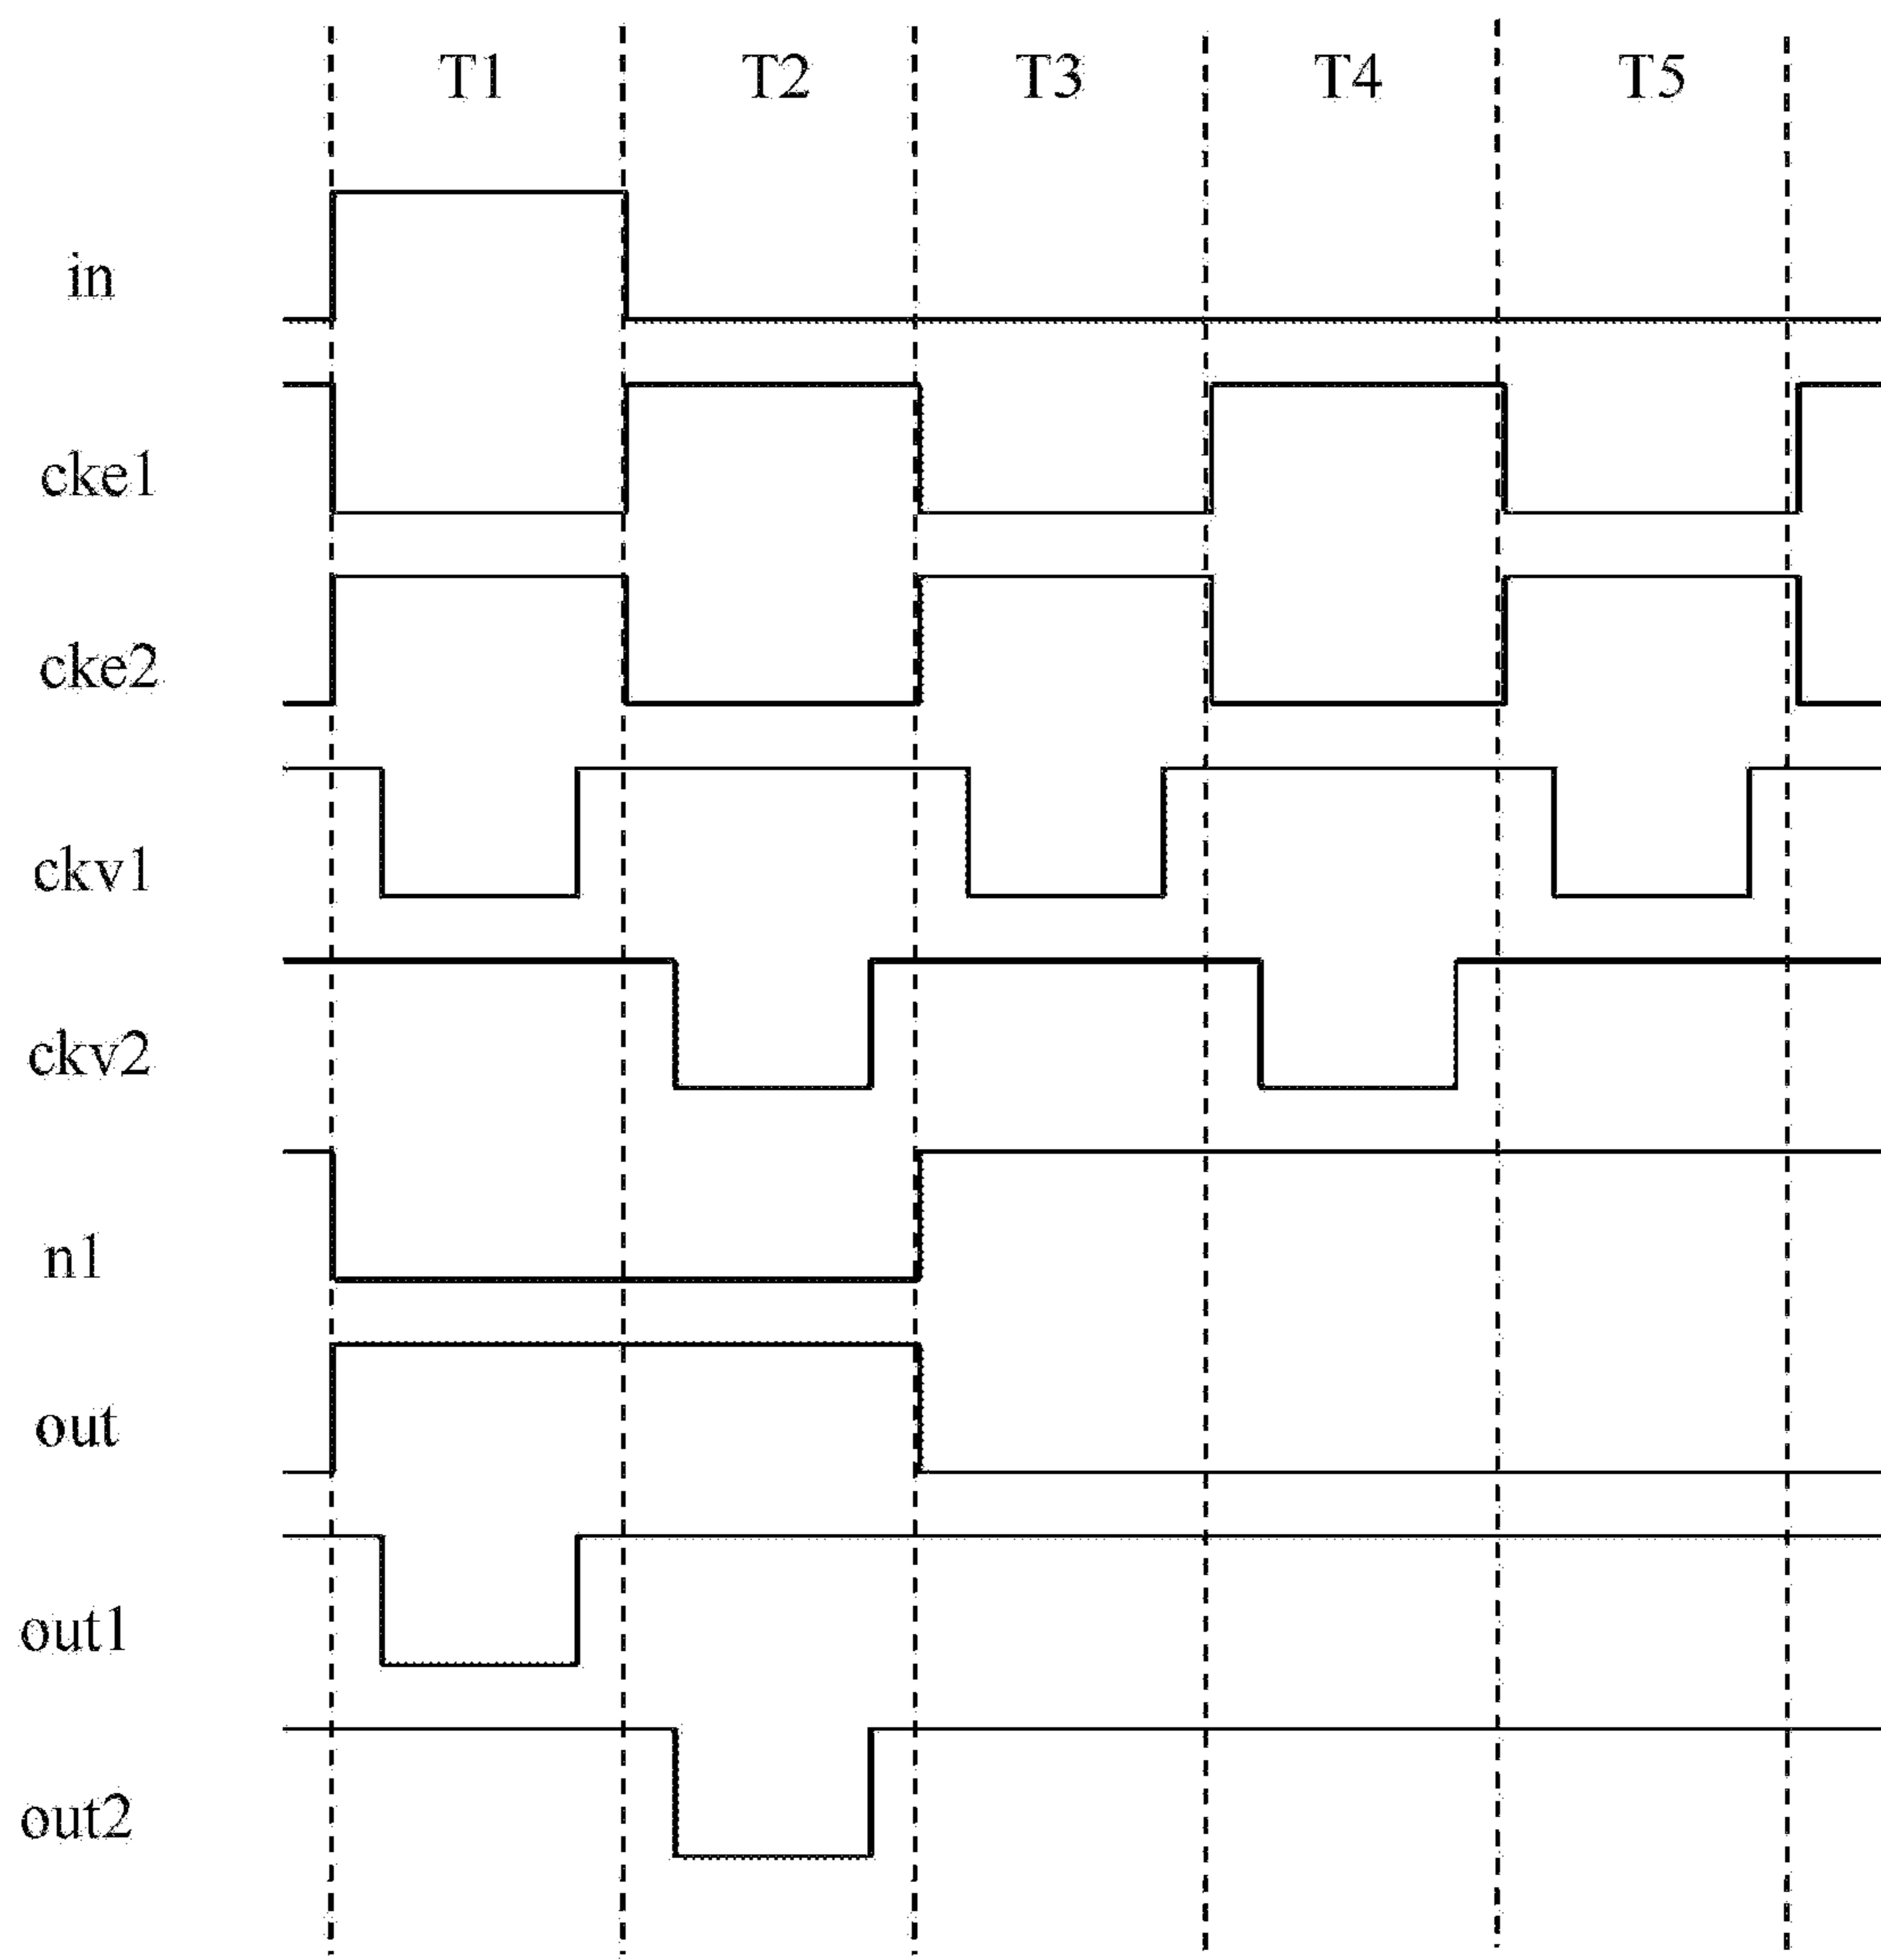 T1 T2 T3 T4 T5
in
cke1
cke2
ckv1
ckv2
n1
out
out1
out2